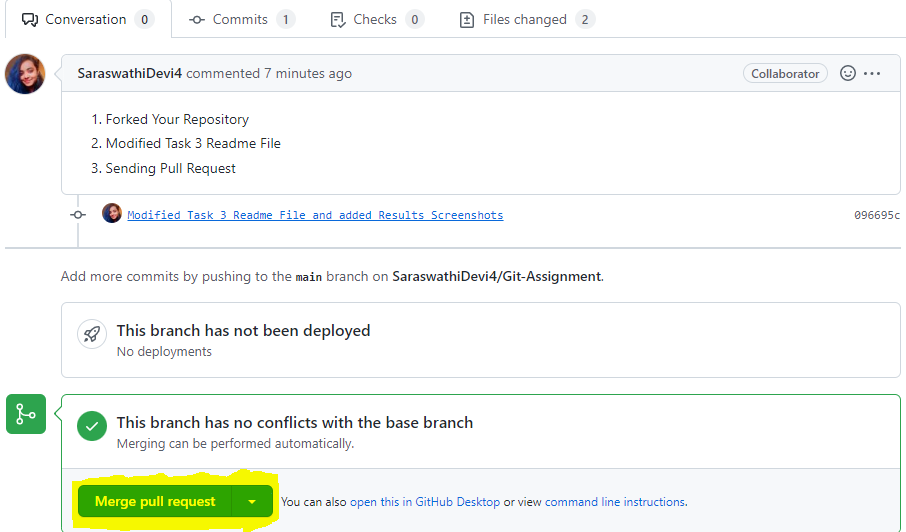 Conversation 0 Commits 1 Checks 0 Files changed 2
SaraswathiDevi4 commented 7 minutes ago Collaborator
1. Forked Your Repository
2. Modified Task 3 Readme File
3. Sending Pull Request
Modified Task 3 Readme File and added Results Screenshots 096695c
Add more commits by pushing to the main branch on SaraswathiDevi4/Git-Assignment.
This branch has not been deployed
No deployments
This branch has no conflicts with the base branch
Merging can be performed automatically.
Merge pull request You can also open this in GitHub Desktop or view command line instructions.